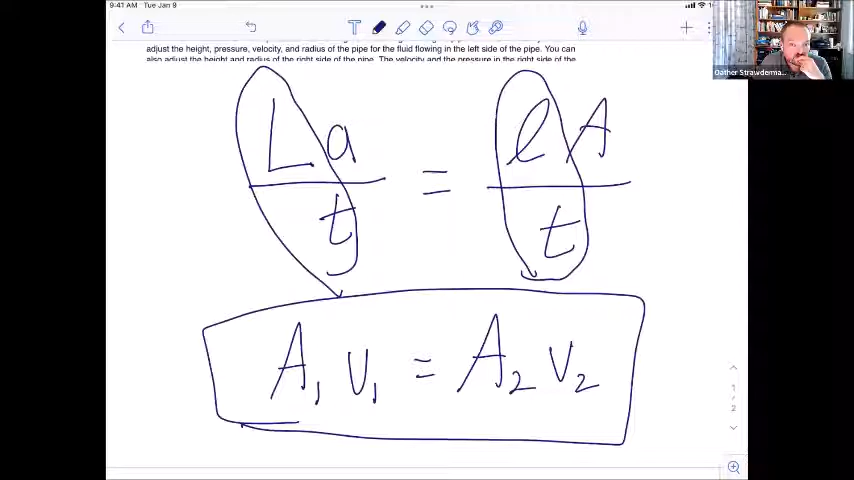 9:41 AM Tue Jan 9
adjust the height, pressure, velocity, and radius of the pipe for the fluid flowing in the left side of the pipe. You can
also adjust the height and radius of the right side of the pipe. The velocity and the pressure in the right side of the
L a / t = l A / t
A₁ v₁ = A₂ v₂
1
/
2
Oather Strawderma...